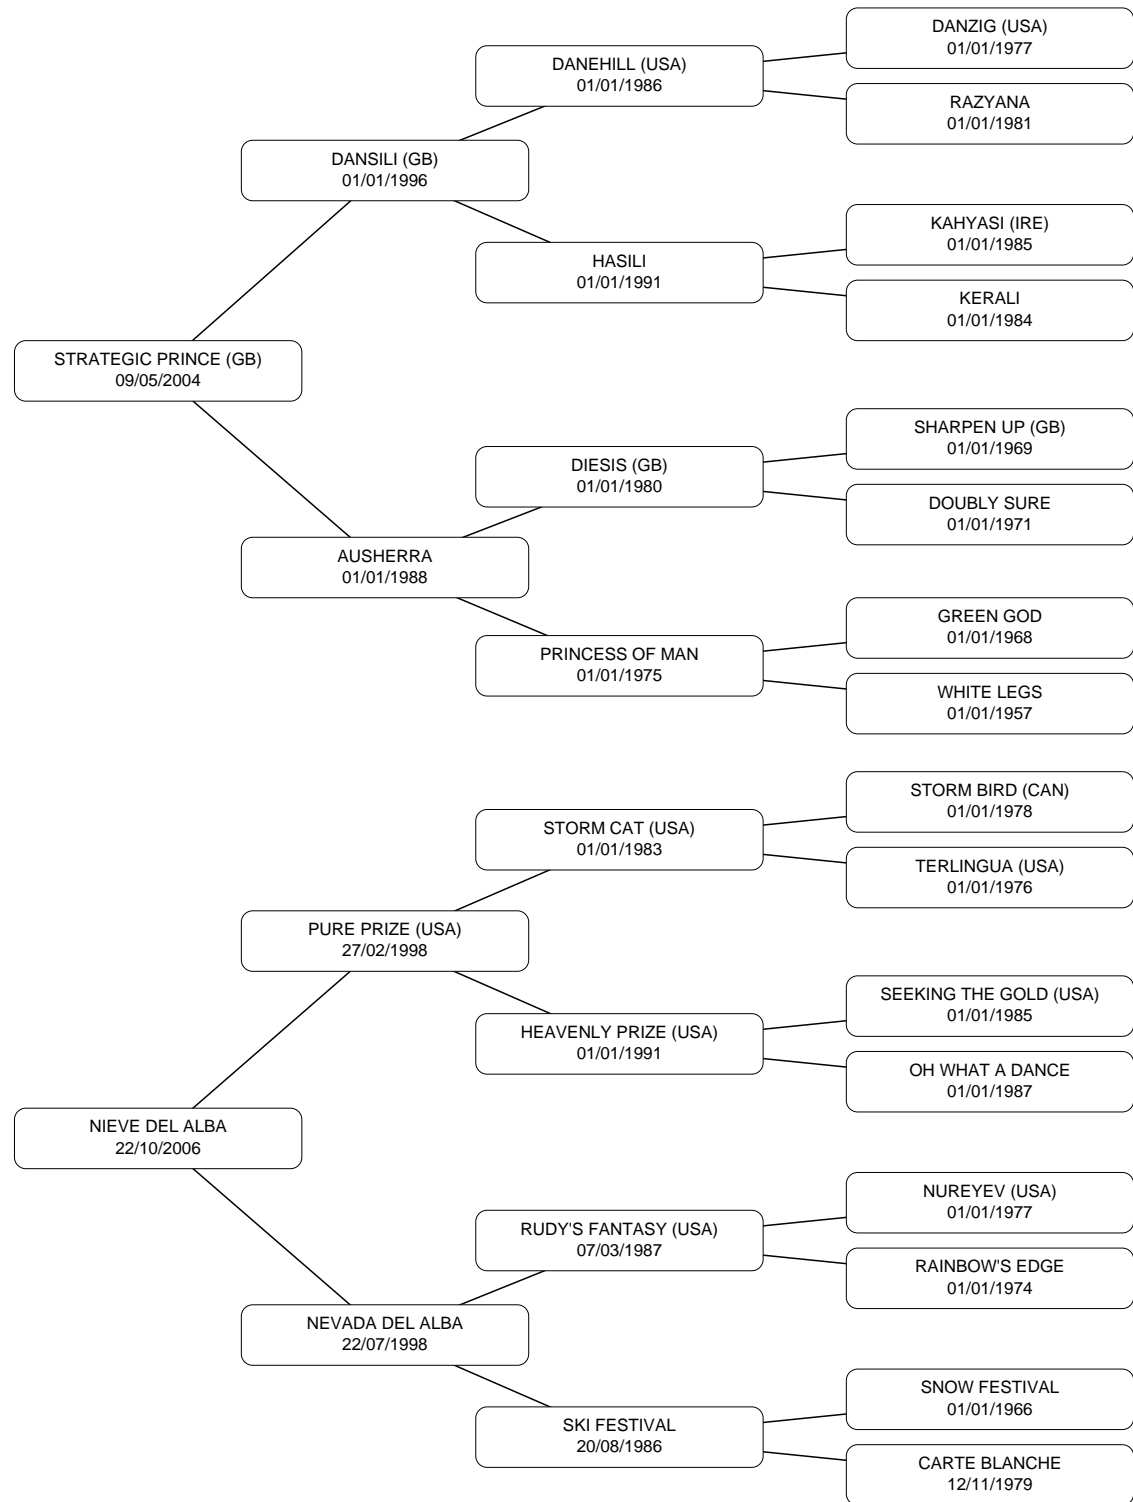 DANZIG (USA)
01/01/1977
DANEHILL (USA)
01/01/1986
RAZYANA
01/01/1981
DANSILI (GB)
01/01/1996
KAHYASI (IRE)
01/01/1985
HASILI
01/01/1991
KERALI
01/01/1984
STRATEGIC PRINCE (GB)
09/05/2004
SHARPEN UP (GB)
01/01/1969
DIESIS (GB)
01/01/1980
DOUBLY SURE
01/01/1971
AUSHERRA
01/01/1988
GREEN GOD
01/01/1968
PRINCESS OF MAN
01/01/1975
WHITE LEGS
01/01/1957
STORM BIRD (CAN)
01/01/1978
STORM CAT (USA)
01/01/1983
TERLINGUA (USA)
01/01/1976
PURE PRIZE (USA)
27/02/1998
SEEKING THE GOLD (USA)
01/01/1985
HEAVENLY PRIZE (USA)
01/01/1991
OH WHAT A DANCE
01/01/1987
NIEVE DEL ALBA
22/10/2006
NUREYEV (USA)
01/01/1977
RUDY'S FANTASY (USA)
07/03/1987
RAINBOW'S EDGE
01/01/1974
NEVADA DEL ALBA
22/07/1998
SNOW FESTIVAL
01/01/1966
SKI FESTIVAL
20/08/1986
CARTE BLANCHE
12/11/1979